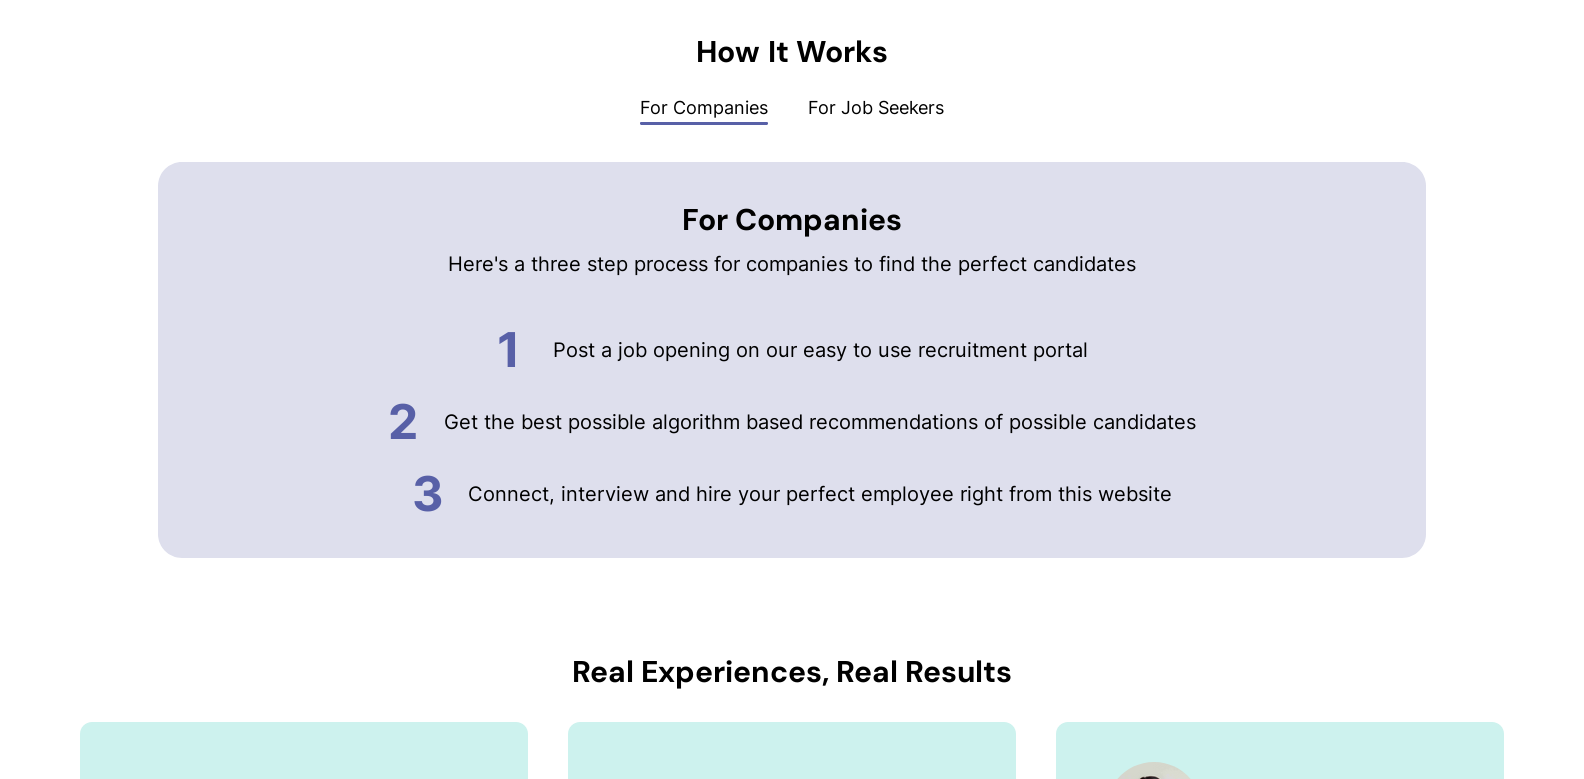 How It Works
For Companies For Job Seekers
For Companies
Here's a three step process for companies to find the perfect candidates
1 Post a job opening on our easy to use recruitment portal
2 Get the best possible algorithm based recommendations of possible candidates
3 Connect, interview and hire your perfect employee right from this website
Real Experiences, Real Results